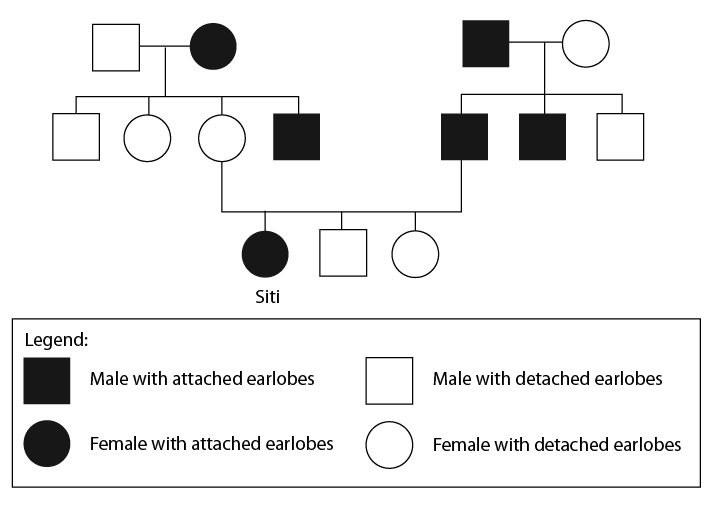 Siti
Legend:
Male with attached earlobes
Male with detached earlobes
Female with attached earlobes
Female with detached earlobes